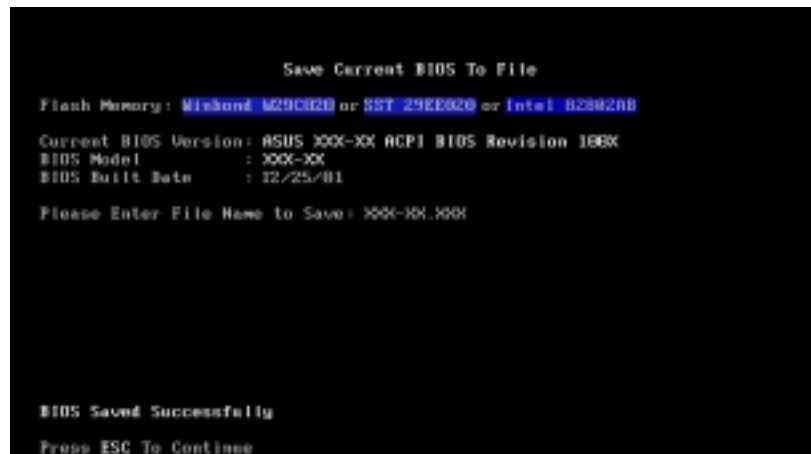 Save Current BIOS To File
Flash Memory: Winbond W29C020 or SST 29EE020 or Intel 82802AB
Current BIOS Version: ASUS XXX-XX ACPI BIOS Revision 100X
BIOS Model : XXX-XX
BIOS Built Date : 12/25/01
Please Enter File Name to Save: XXX-XX.XXX
BIOS Saved Successfully
Press ESC To Continue